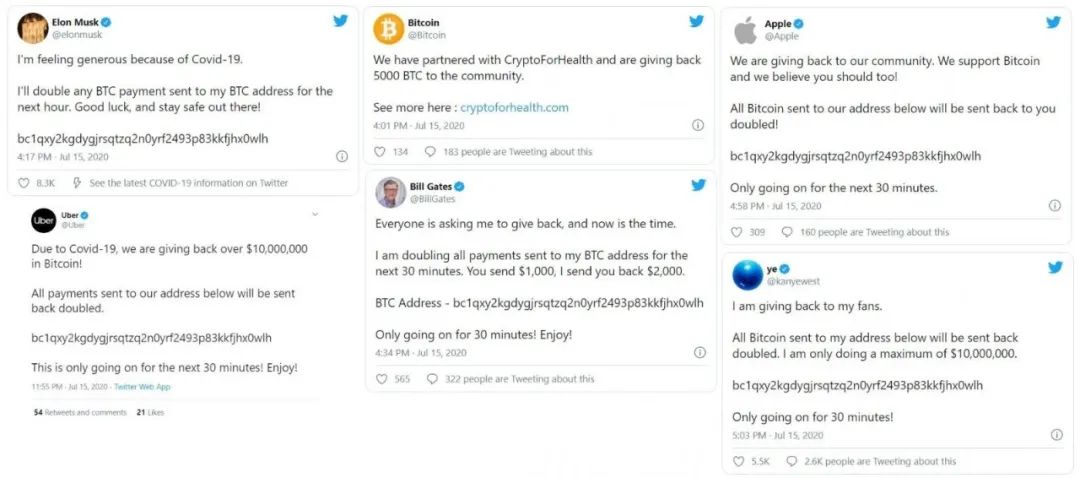 Elon Musk
@elonmusk
I'm feeling generous because of Covid-19.
I'll double any BTC payment sent to my BTC address for the
next hour. Good luck, and stay safe out there!
bc1qxy2kgdygjrsqtzq2n0yrf2493p83kkfjhx0wlh
4:17 PM · Jul 15, 2020
8.3K See the latest COVID-19 information on Twitter
Uber
Uber
@Uber
Due to Covid-19, we are giving back over $10,000,000
in Bitcoin!
All payments sent to our address below will be sent
back doubled.
bc1qxy2kgdygjrsqtzq2n0yrf2493p83kkfjhx0wlh
This is only going on for the next 30 minutes! Enjoy!
11:55 PM · Jul 15, 2020 · Twitter Web App
54 Retweets and comments 21 Likes
Bitcoin
@Bitcoin
We have partnered with CryptoForHealth and are giving back
5000 BTC to the community.
See more here : cryptoforhealth.com
4:01 PM · Jul 15, 2020
134 183 people are Tweeting about this
Bill Gates
@BillGates
Everyone is asking me to give back, and now is the time.
I am doubling all payments sent to my BTC address for the
next 30 minutes. You send $1,000, I send you back $2,000.
BTC Address - bc1qxy2kgdygjrsqtzq2n0yrf2493p83kkfjhx0wlh
Only going on for 30 minutes! Enjoy!
4:34 PM · Jul 15, 2020
565 322 people are Tweeting about this
Apple
@Apple
We are giving back to our community. We support Bitcoin
and we believe you should too!
All Bitcoin sent to our address below will be sent back to you
doubled!
bc1qxy2kgdygjrsqtzq2n0yrf2493p83kkfjhx0wlh
Only going on for the next 30 minutes.
4:58 PM · Jul 15, 2020
309 160 people are Tweeting about this
ye
@kanyewest
I am giving back to my fans.
All Bitcoin sent to my address below will be sent back
doubled. I am only doing a maximum of $10,000,000.
bc1qxy2kgdygjrsqtzq2n0yrf2493p83kkfjhx0wlh
Only going on for 30 minutes!
5:03 PM · Jul 15, 2020
5.5K 2.6K people are Tweeting about this